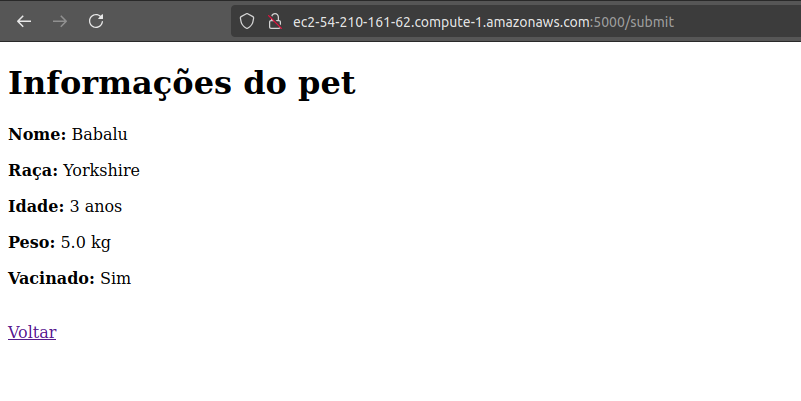 ec2-54-210-161-62.compute-1.amazonaws.com:5000/submit
Informações do pet
Nome: Babalu
Raça: Yorkshire
Idade: 3 anos
Peso: 5.0 kg
Vacinado: Sim
Voltar